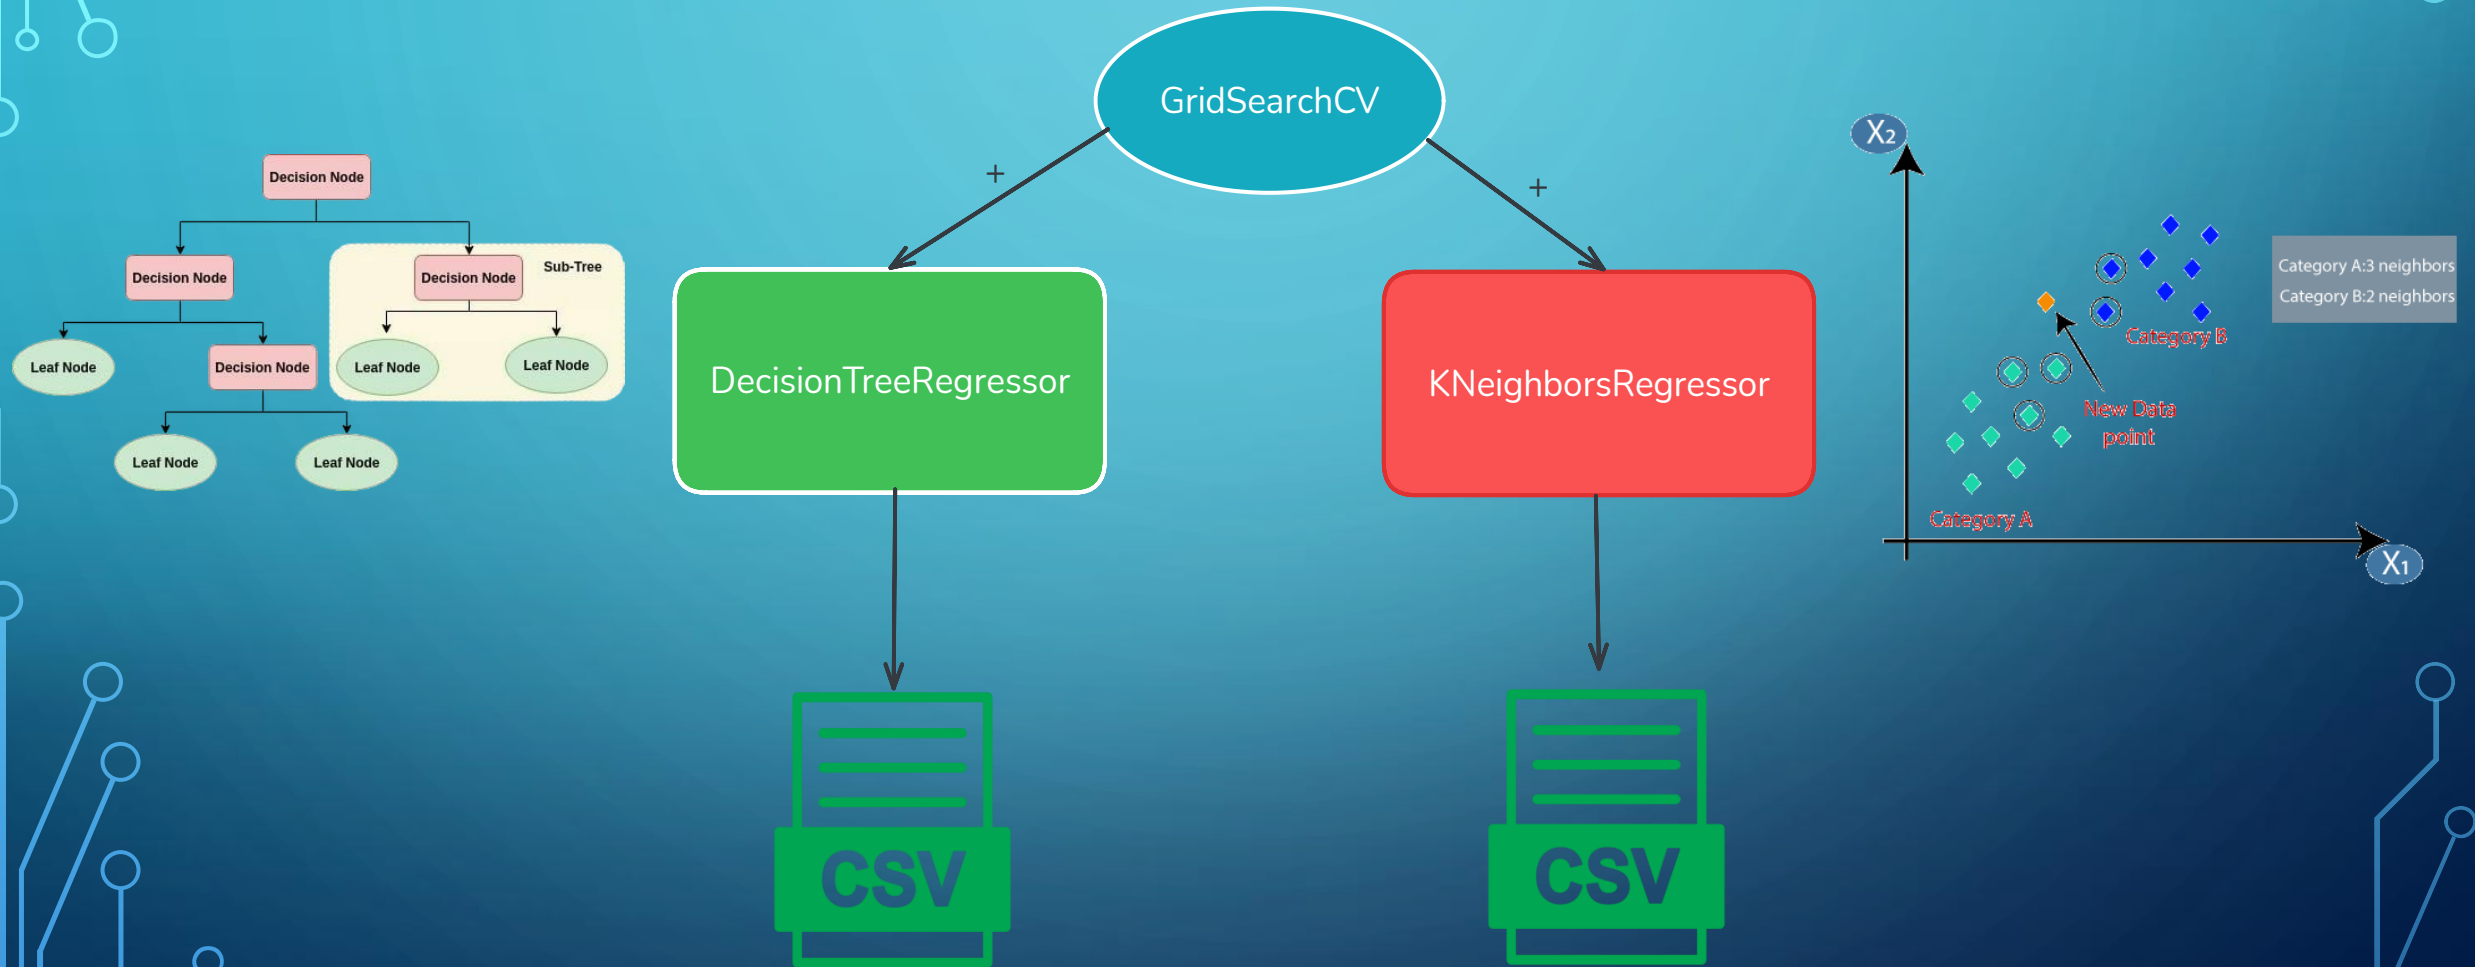 GridSearchCV
X₂
+
+
Decision Node
Decision Node
Decision Node
Sub-Tree
Category A:3 neighbors
Category B:2 neighbors
Category B
Leaf Node
Decision Node
Leaf Node
Leaf Node
DecisionTreeRegressor
KNeighborsRegressor
New Data
point
Leaf Node
Leaf Node
Category A
X₁
CSV
CSV